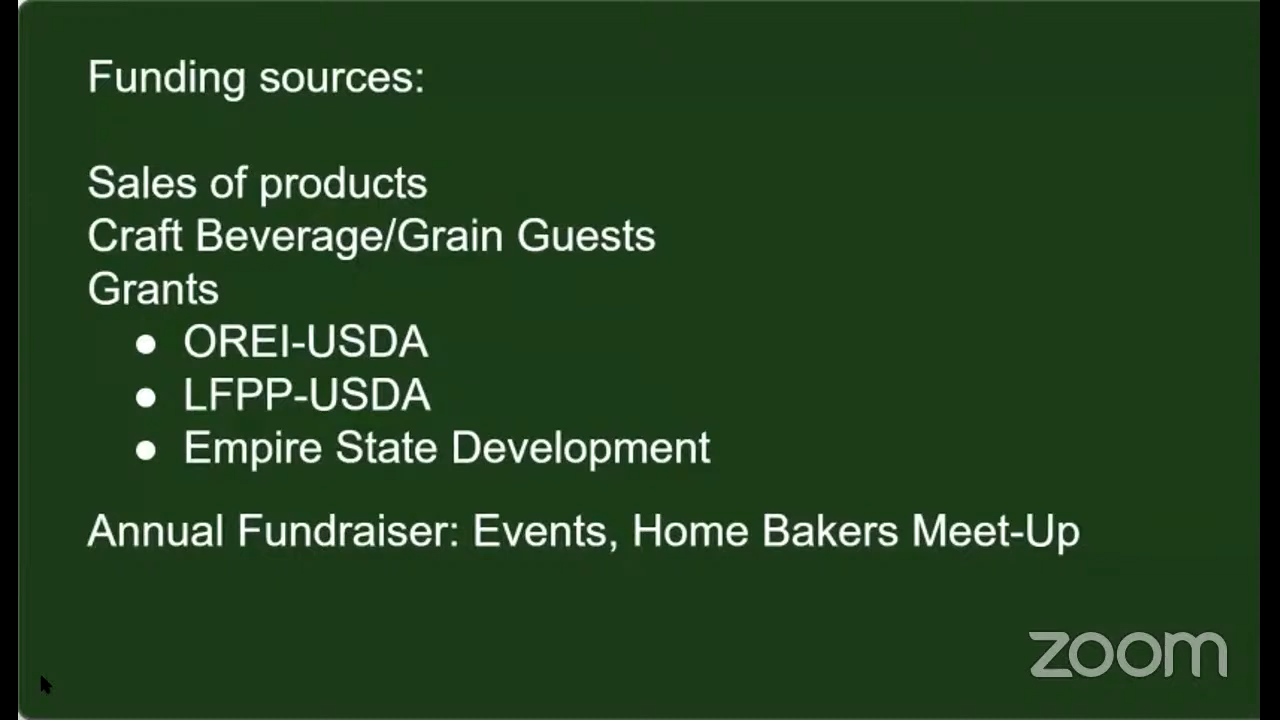 Funding sources:
Sales of products
Craft Beverage/Grain Guests
Grants
● OREI-USDA
● LFPP-USDA
● Empire State Development
Annual Fundraiser: Events, Home Bakers Meet-Up
zoom